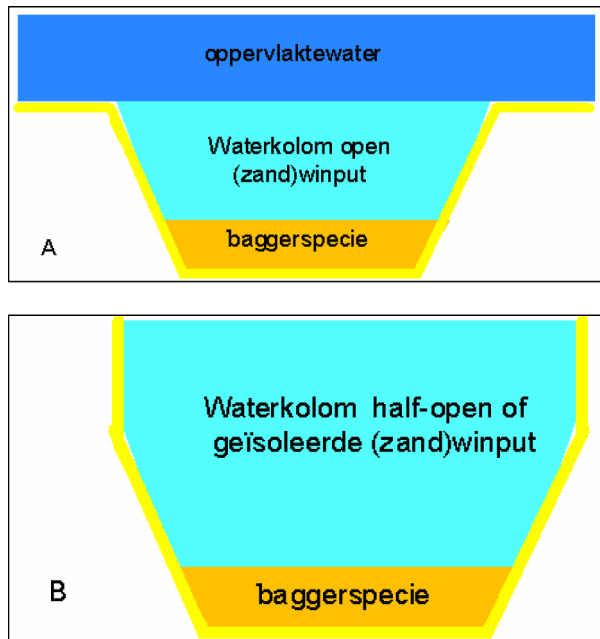 oppervlaktewater
Waterkolom open
(zand)winput
baggerspecie
A
Waterkolom half-open of
geïsoleerde (zand)winput
baggerspecie
B